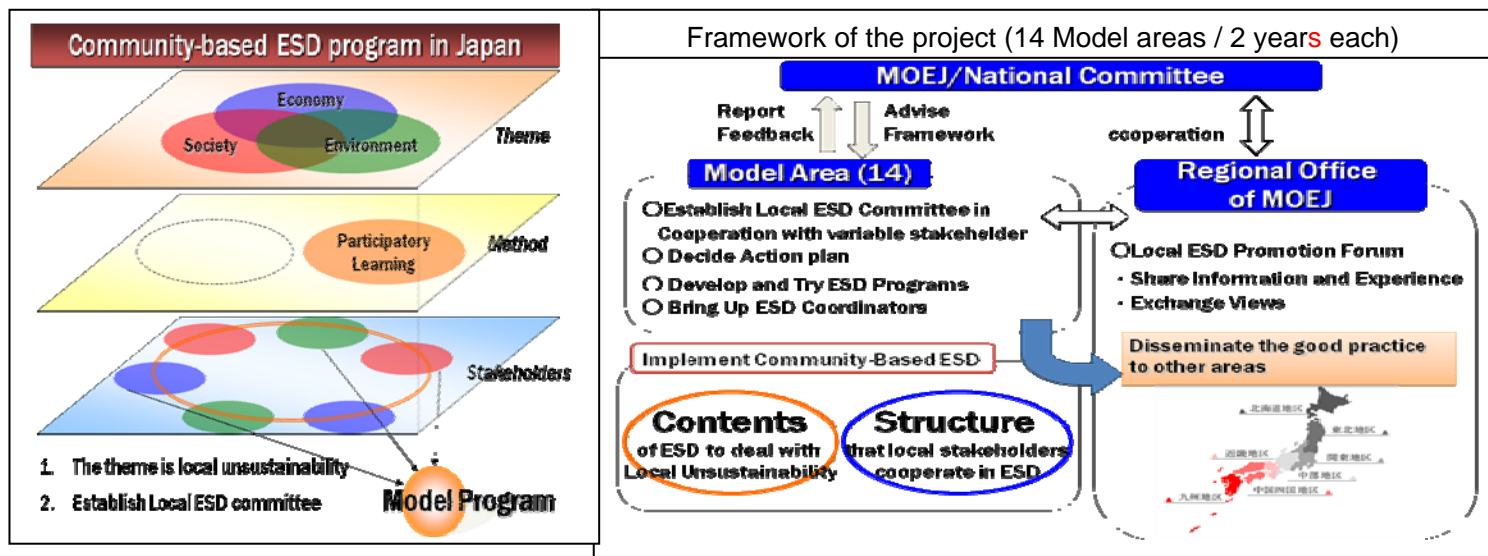 Community-based ESD program in Japan
Economy
Society
Environment
Theme
Participatory
Learning
Method
Stakeholders
1. The theme is local unsustainability
2. Establish Local ESD committee
Model Program
Framework of the project (14 Model areas / 2 years each)
MOEJ/National Committee
Report
Feedback
Advise
Framework
cooperation
Model Area (14)
Establish Local ESD Committee in
Cooperation with variable stakeholder
Decide Action plan
Develop and Try ESD Programs
Bring Up ESD Coordinators
Regional Office
of MOEJ
Local ESD Promotion Forum
- Share Information and Experience
- Exchange Views
Implement Community-Based ESD
Disseminate the good practice
to other areas
Contents
of ESD to deal with
Local Unsustainability
Structure
that local stakeholders
cooperate in ESD
北海道地区
東北地区
近畿地区
関東地区
中部地区
中国四国地区
九州地区